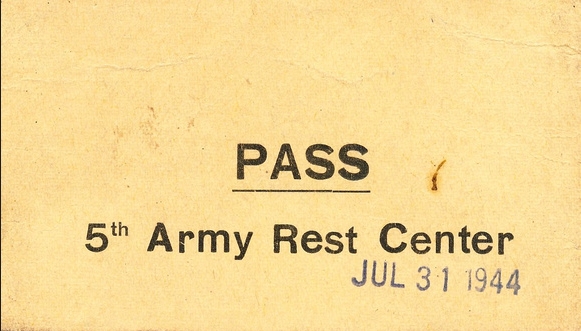 PASS
5th Army Rest Center
JUL 31 1944